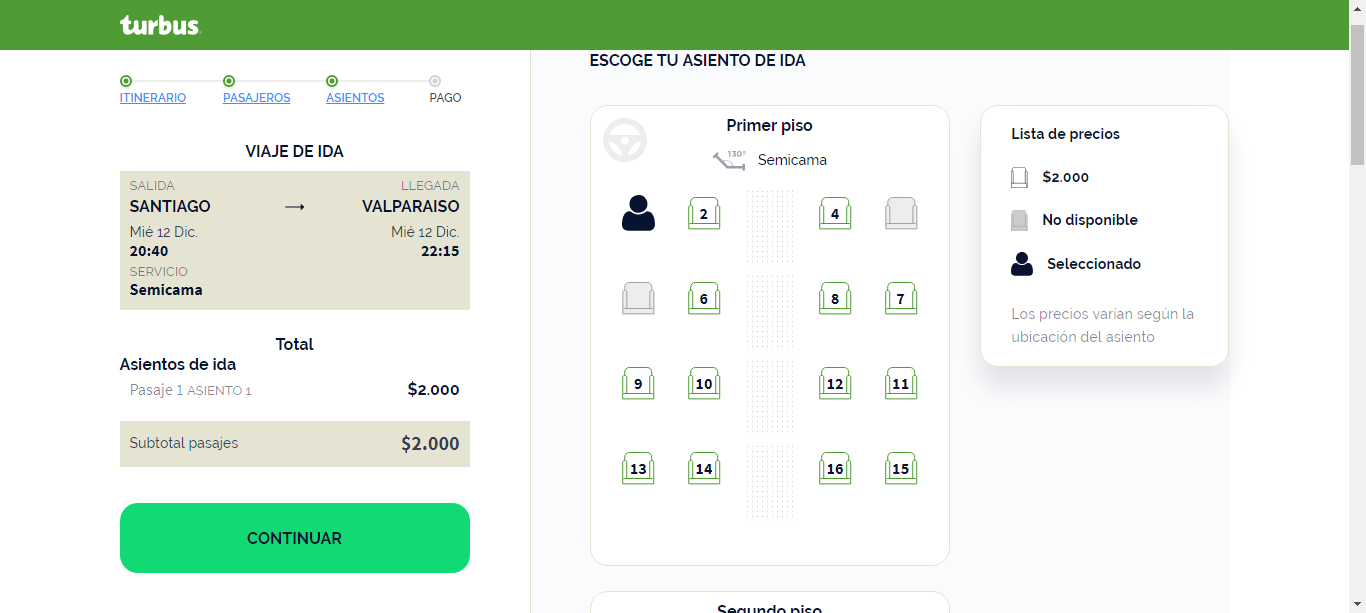 turbus
ITINERARIO PASAJEROS ASIENTOS PAGO
VIAJE DE IDA
SALIDA LLEGADA
SANTIAGO → VALPARAISO
Mié 12 Dic. Mié 12 Dic.
20:40 22:15
SERVICIO
Semicama
Total
Asientos de ida
Pasaje 1 ASIENTO 1 $2.000
Subtotal pasajes $2.000
CONTINUAR
ESCOGE TU ASIENTO DE IDA
Primer piso
130º Semicama
2 4
6 8 7
9 10 12 11
13 14 16 15
Segundo piso
Lista de precios
$2.000
No disponible
Seleccionado
Los precios varían según la
ubicación del asiento